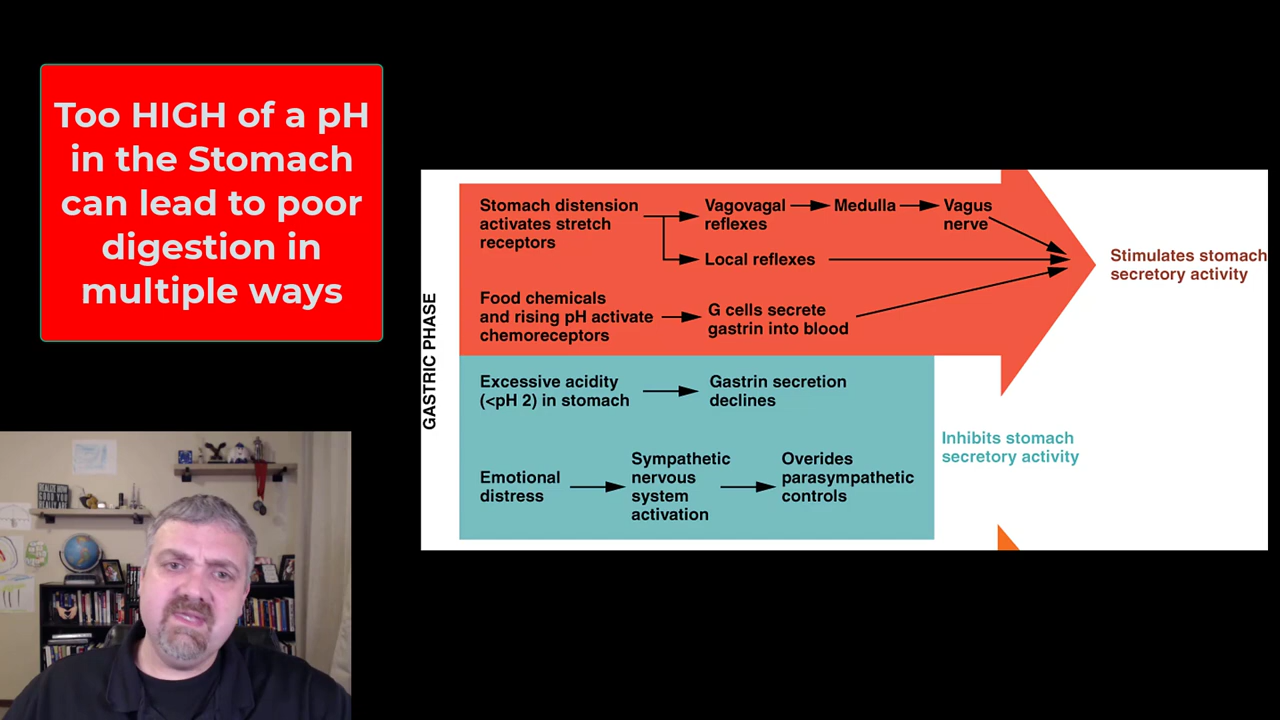 Too HIGH of a pH
in the Stomach
can lead to poor
digestion in
multiple ways
GASTRIC PHASE
Stomach distension
activates stretch
receptors
Vagovagal
reflexes
Medulla
Vagus
nerve
Local reflexes
Food chemicals
and rising pH activate
chemoreceptors
G cells secrete
gastrin into blood
Stimulates stomach
secretory activity
Excessive acidity
(<pH 2) in stomach
Gastrin secretion
declines
Emotional
distress
Sympathetic
nervous
system
activation
Overides
parasympathetic
controls
Inhibits stomach
secretory activity